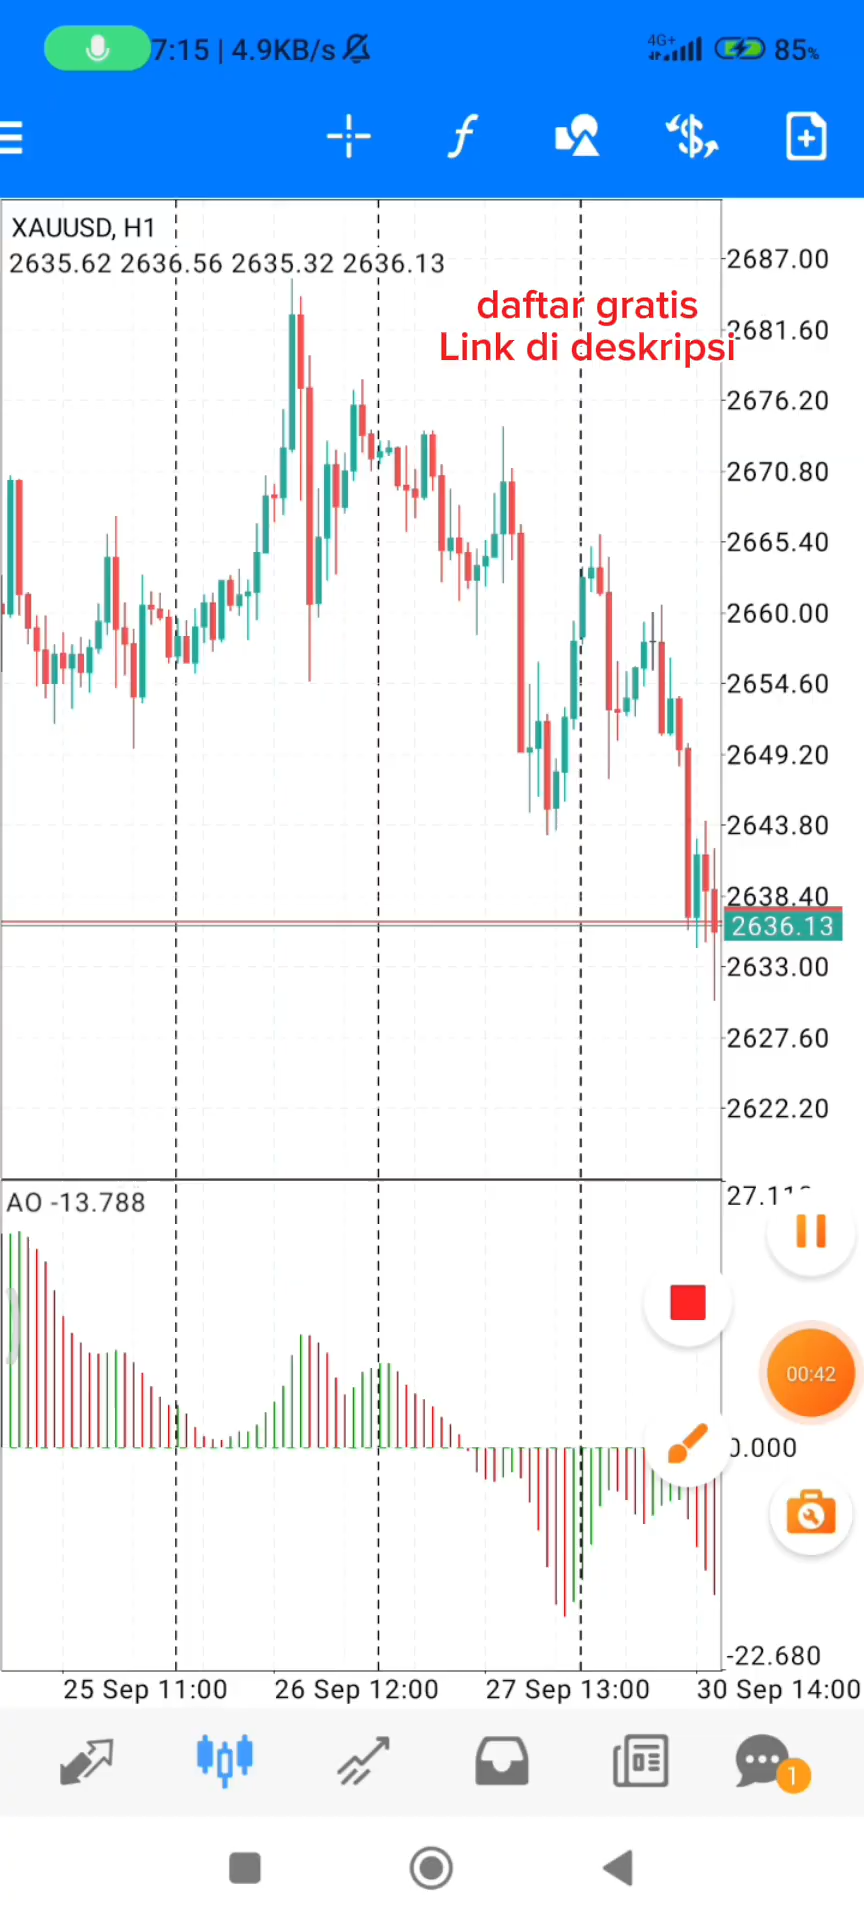 7:15 | 4.9KB/s 4G+ 85%
XAUUSD, H1
2635.62 2636.56 2635.32 2636.13
daftar gratis
Link di deskripsi
2687.00
2681.60
2676.20
2670.80
2665.40
2660.00
2654.60
2649.20
2643.80
2638.40
2636.13
2633.00
2627.60
2622.20
AO -13.788
00:42
0.000
-22.680
25 Sep 11:00 26 Sep 12:00 27 Sep 13:00 30 Sep 14:00
1